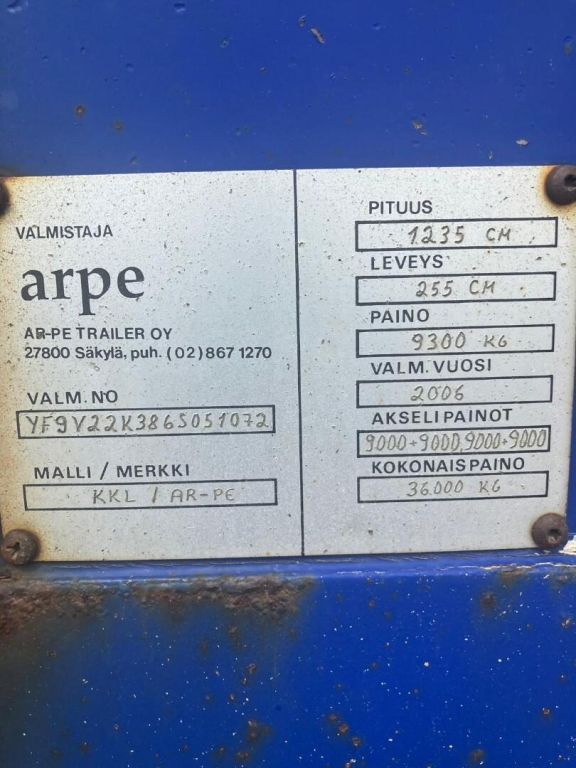 VALMISTAJA
arpe
AR-PE TRAILER OY
27800 Säkylä, puh. (02) 867 1270
VALM. NO
YF9V22K386S051072
MALLI / MERKKI
KKL / AR-PE
PITUUS
1235 CM
LEVEYS
255 CM
PAINO
9300 KG
VALM. VUOSI
2006
AKSELIPAINOT
9000+9000,9000+9000
KOKONAISPAINO
36.000 KG